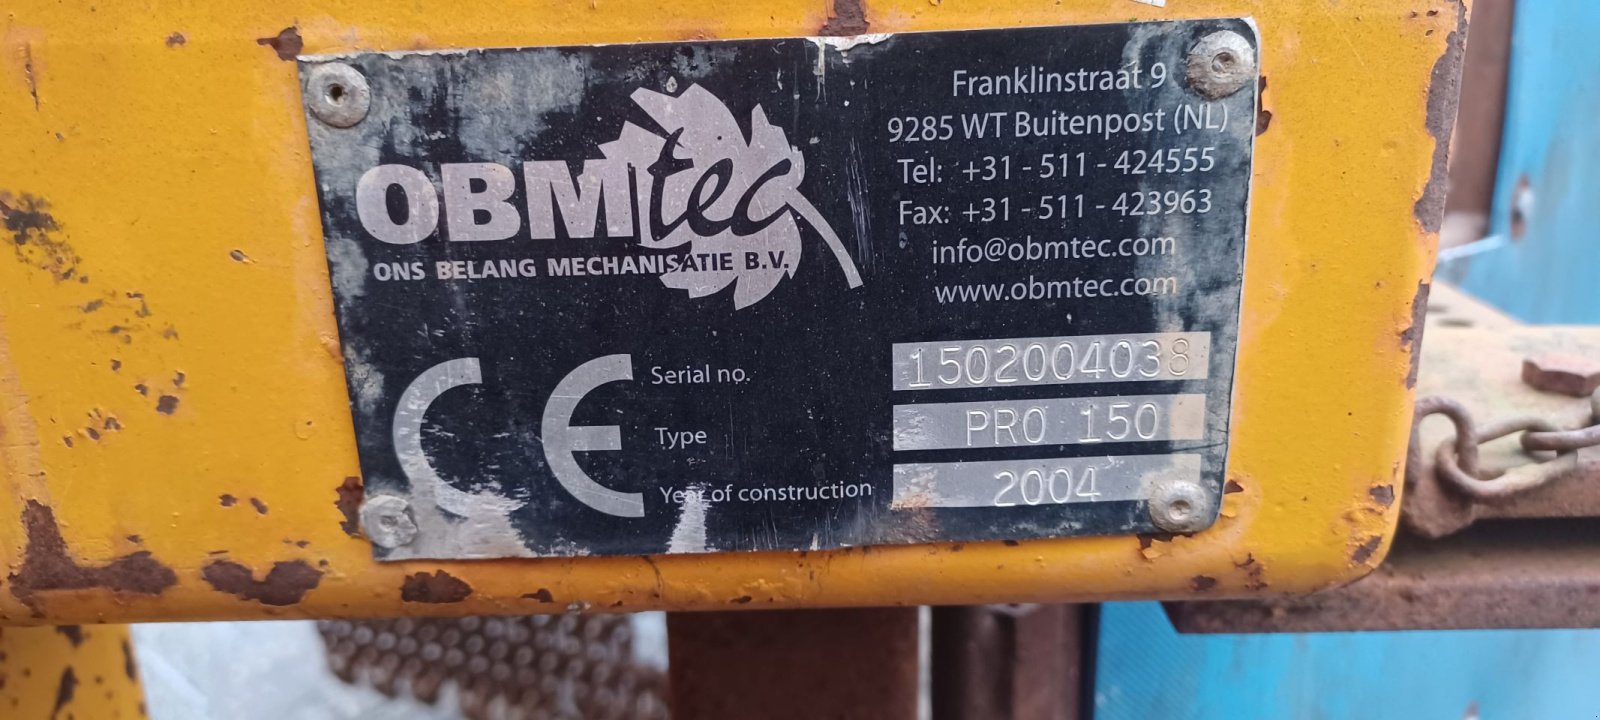 OBMtec
ONS BELANG MECHANISATIE B.V.
Franklinstraat 9
9285 WT Buitenpost (NL)
Tel: +31 - 511 - 424555
Fax: +31 - 511 - 423963
info@obmtec.com
www.obmtec.com
CE
Serial no. 1502004038
Type PRO 150
Year of construction 2004